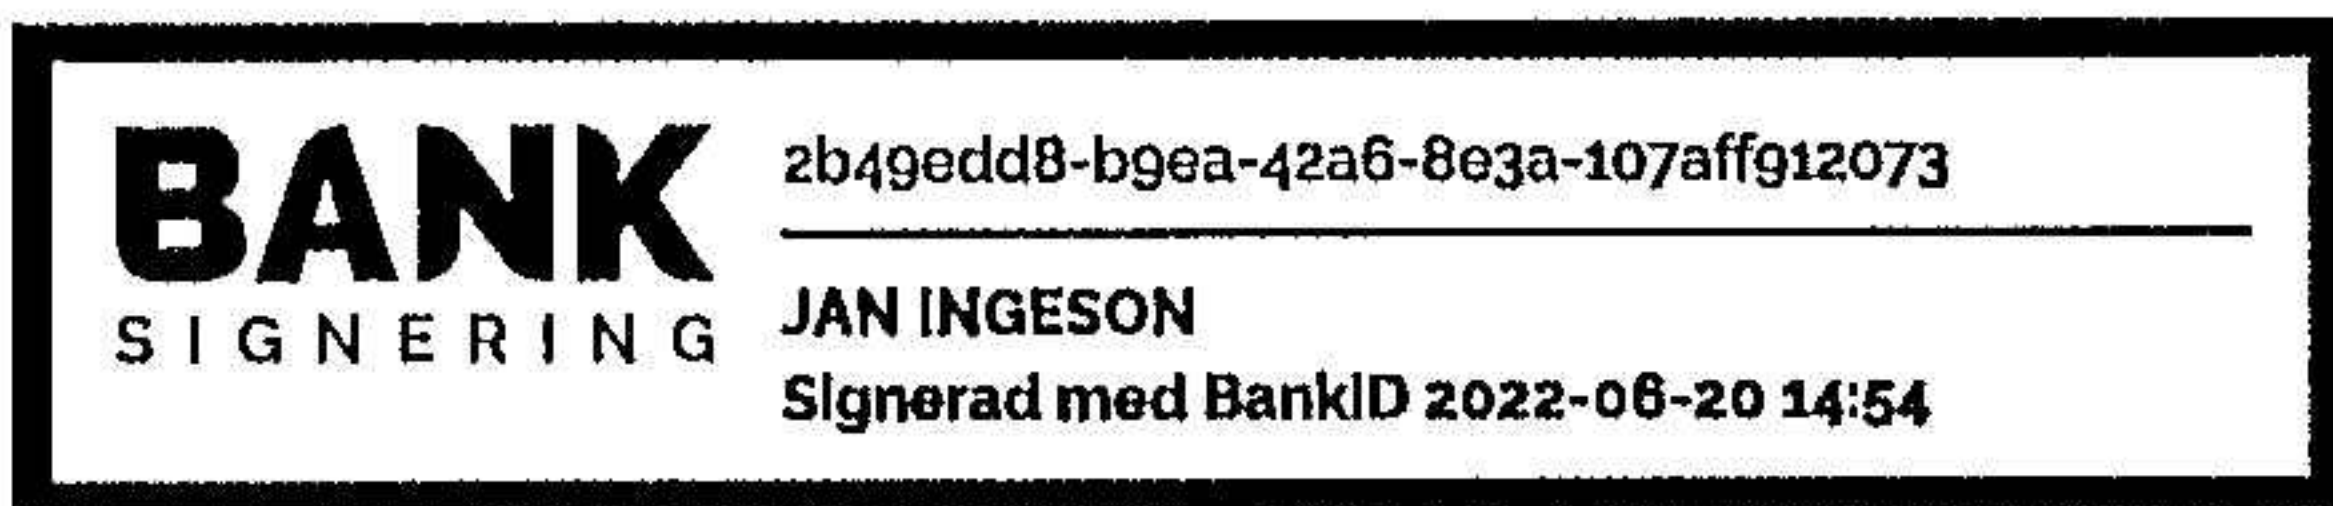 BANK
SIGNERING
2b49edd8-b9ea-42a6-8e3a-107aff912073
JAN INGESON
Signerad med BankID 2022-06-20 14:54